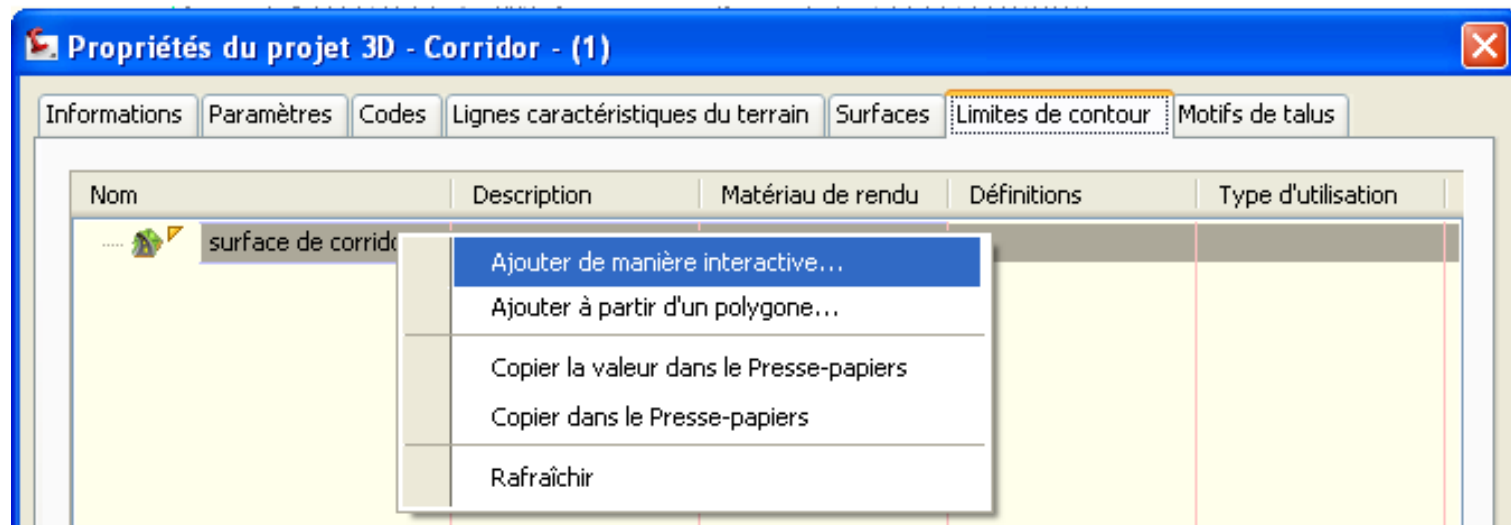 Propriétés du projet 3D - Corridor - (1)
Informations Paramètres Codes Lignes caractéristiques du terrain Surfaces Limites de contour Motifs de talus
Nom Description Matériau de rendu Définitions Type d'utilisation
surface de corrido
Ajouter de manière interactive...
Ajouter à partir d'un polygone...
Copier la valeur dans le Presse-papiers
Copier dans le Presse-papiers
Rafraîchir